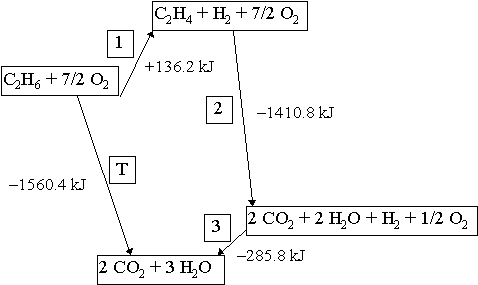 C₂H₄ + H₂ + 7/2 O₂
1
+136.2 kJ
C₂H₆ + 7/2 O₂
2
−1410.8 kJ
T
−1560.4 kJ
2 CO₂ + 2 H₂O + H₂ + 1/2 O₂
3
−285.8 kJ
2 CO₂ + 3 H₂O